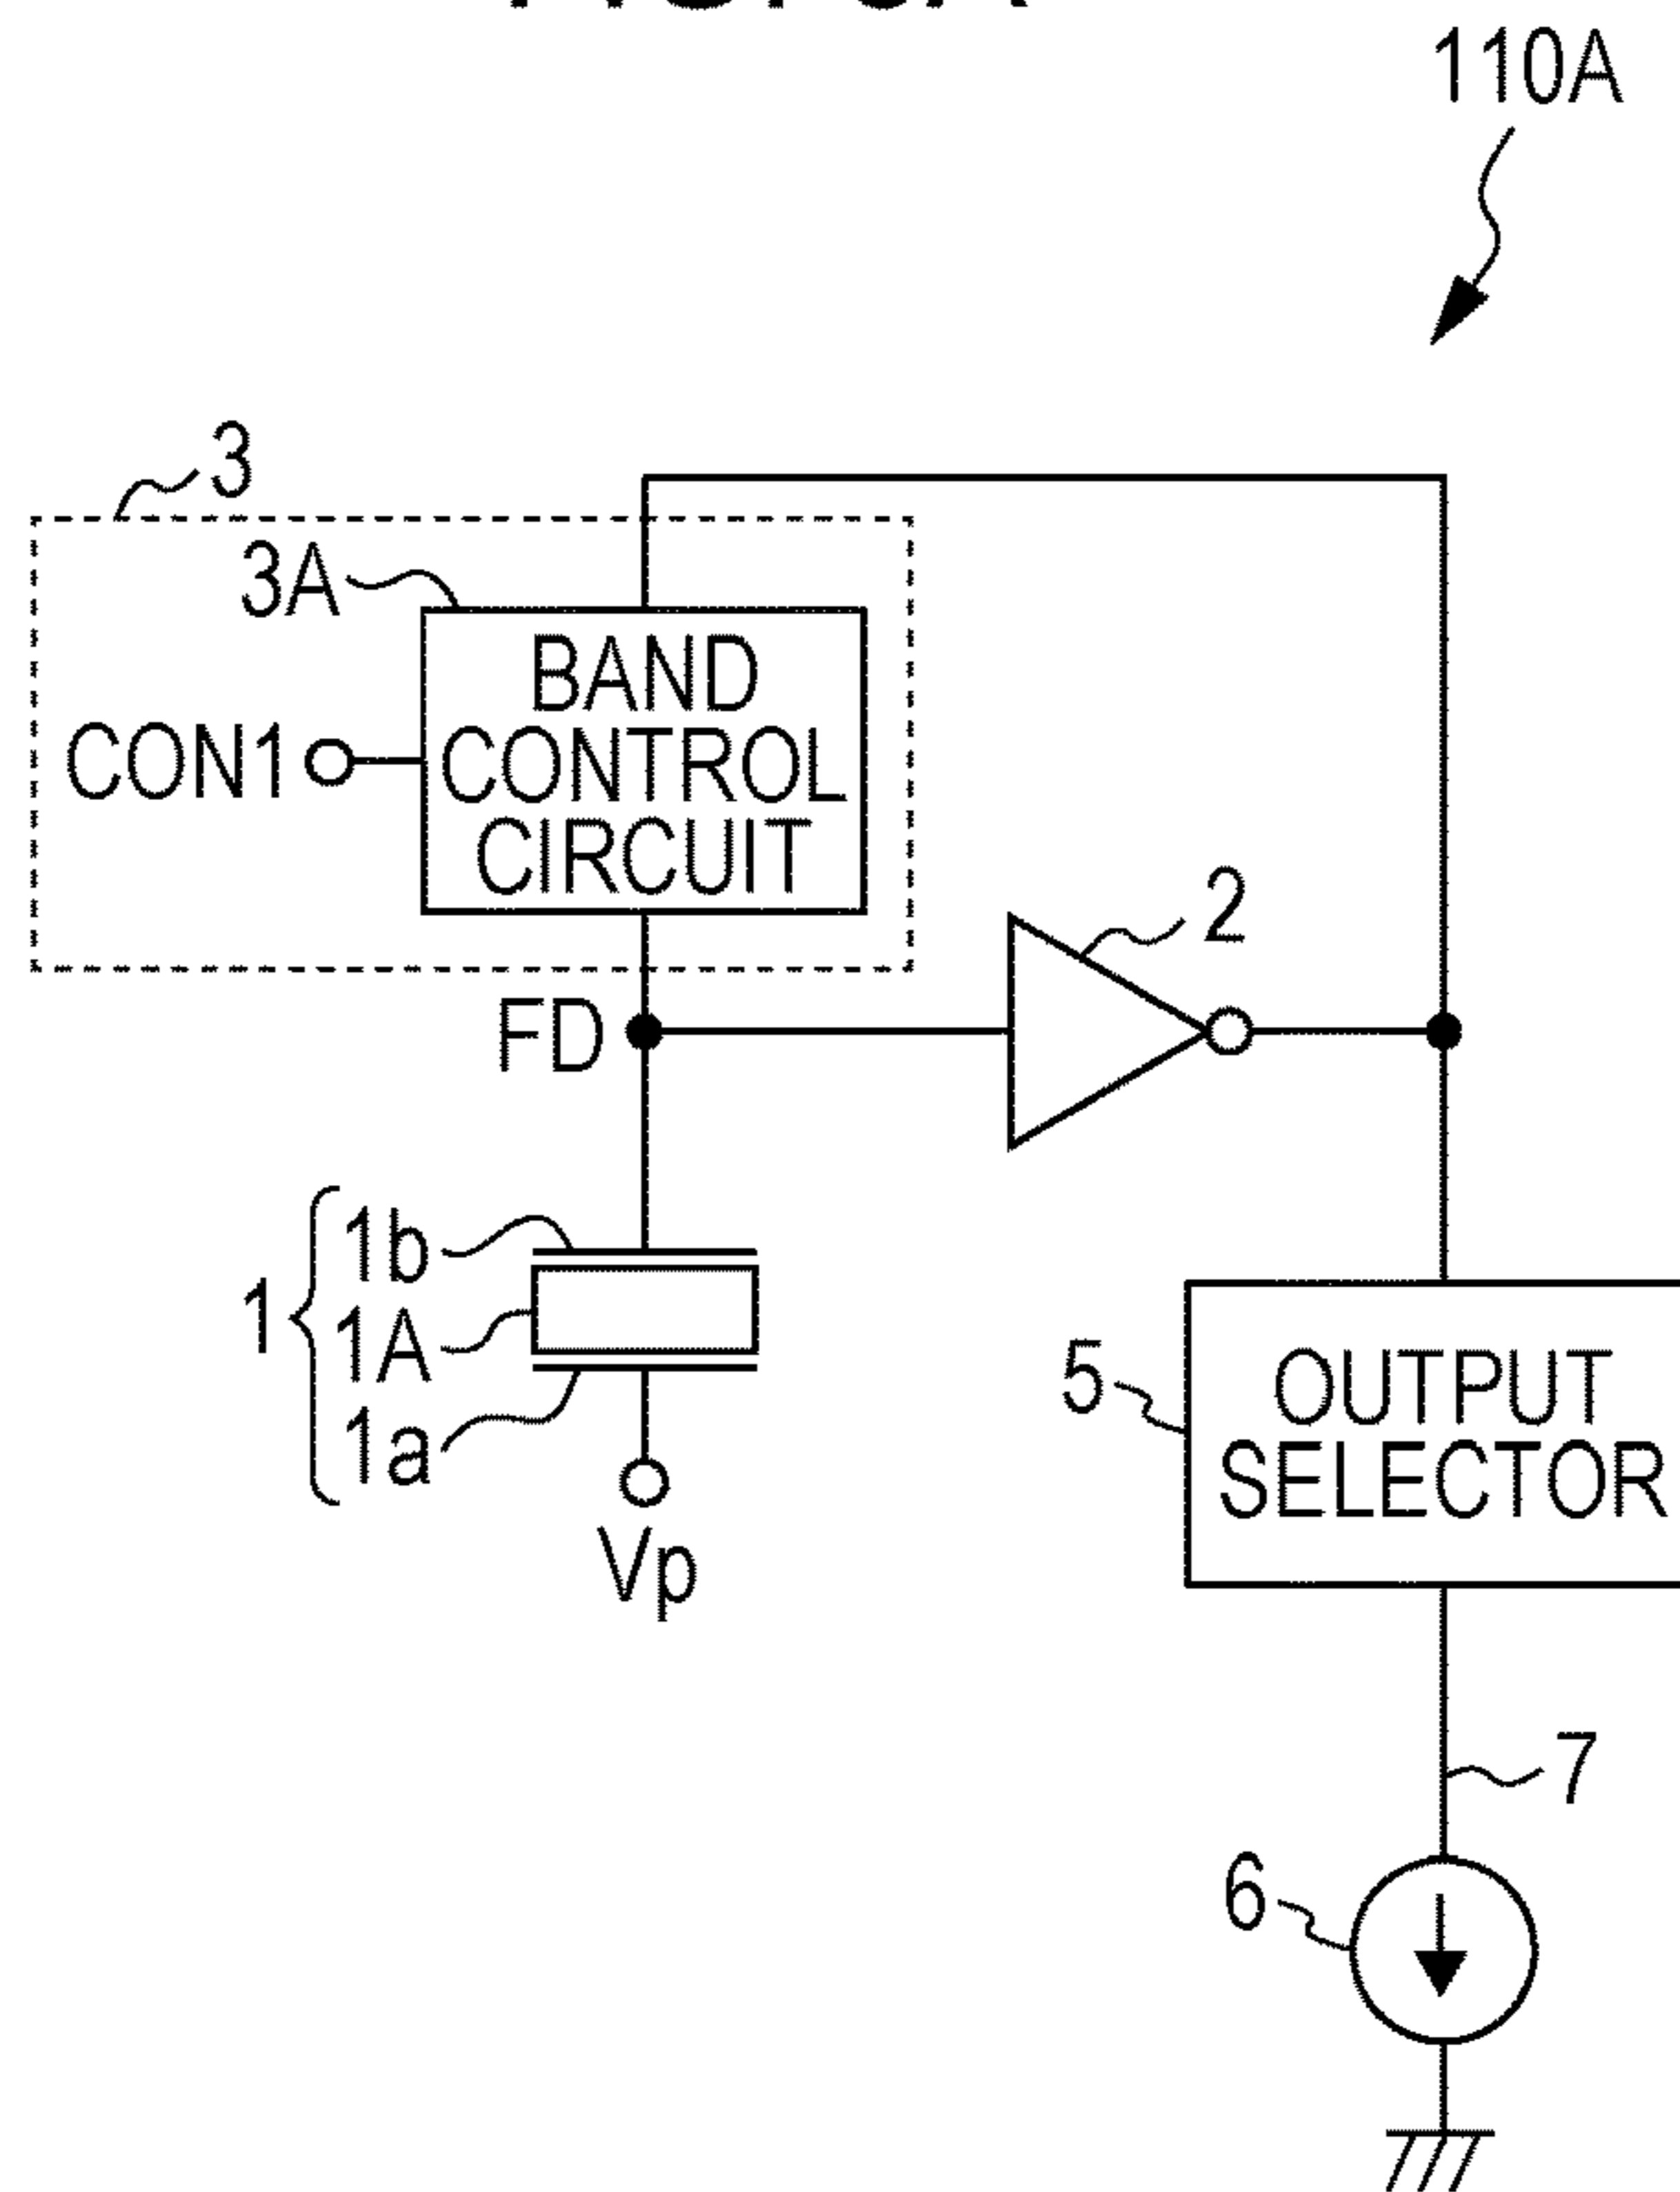 110A
3
3A
BAND
CONTROL
CIRCUIT
CON1
2
FD
1b
1
1A
1a
Vp
5
OUTPUT
SELECTOR
7
6